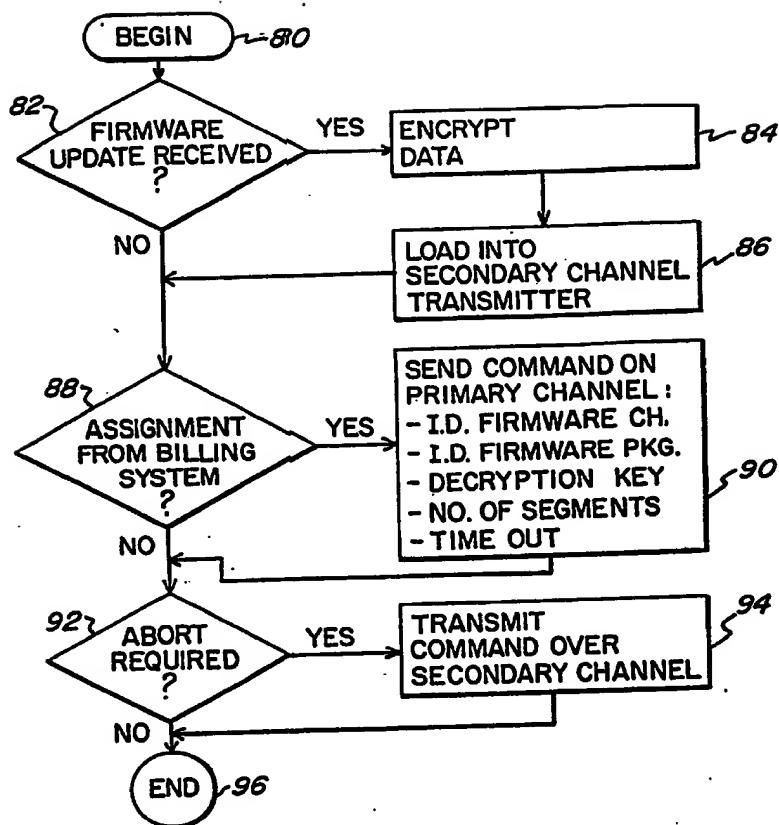 BEGIN
80
82
FIRMWARE
UPDATE RECEIVED
?
YES
ENCRYPT
DATA
84
NO
LOAD INTO
SECONDARY CHANNEL
TRANSMITTER
86
88
ASSIGNMENT
FROM BILLING
SYSTEM
?
YES
SEND COMMAND ON
PRIMARY CHANNEL:
- I.D. FIRMWARE CH.
- I.D. FIRMWARE PKG.
- DECRYPTION KEY
- NO. OF SEGMENTS
- TIME OUT
90
NO
92
ABORT
REQUIRED
?
YES
TRANSMIT
COMMAND OVER
SECONDARY CHANNEL
94
NO
END
96